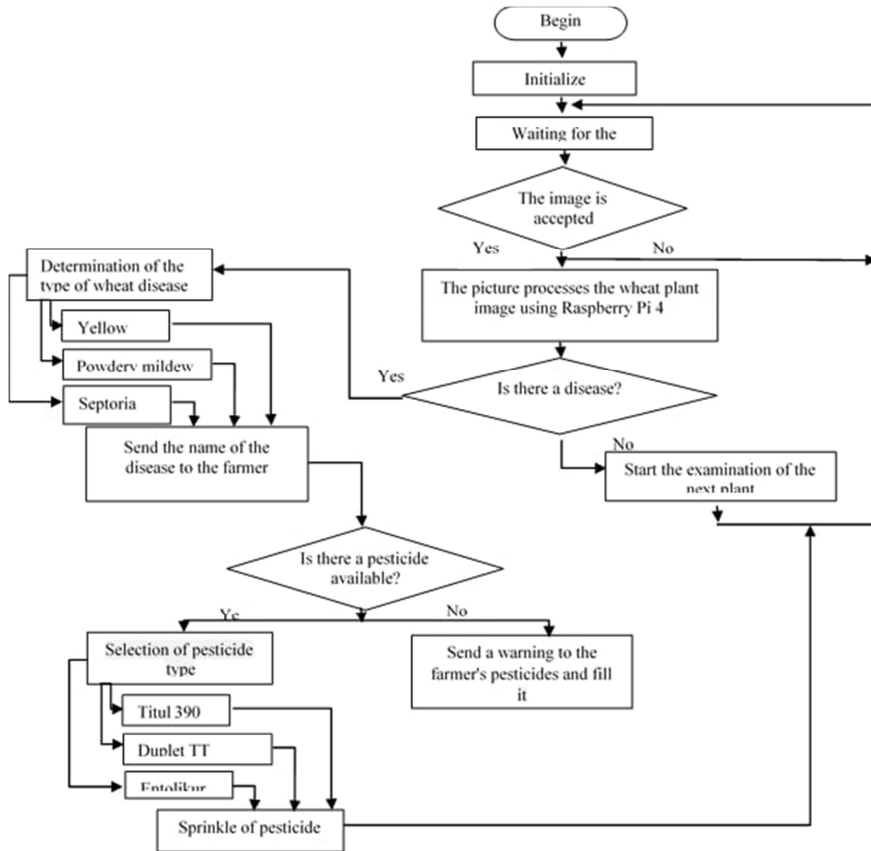 Begin
Initialize
Waiting for the
The image is
accepted
Yes
No
The picture processes the wheat plant
image using Raspberry Pi 4
Is there a disease?
Yes
No
Determination of the
type of wheat disease
Yellow
Powdery mildew
Septoria
Send the name of the
disease to the farmer
Start the examination of the
next plant
Is there a pesticide
available?
Ye
No
Selection of pesticide
type
Send a warning to the
farmer's pesticides and fill
it
Titul 390
Duplet TT
Entolikur
Sprinkle of pesticide